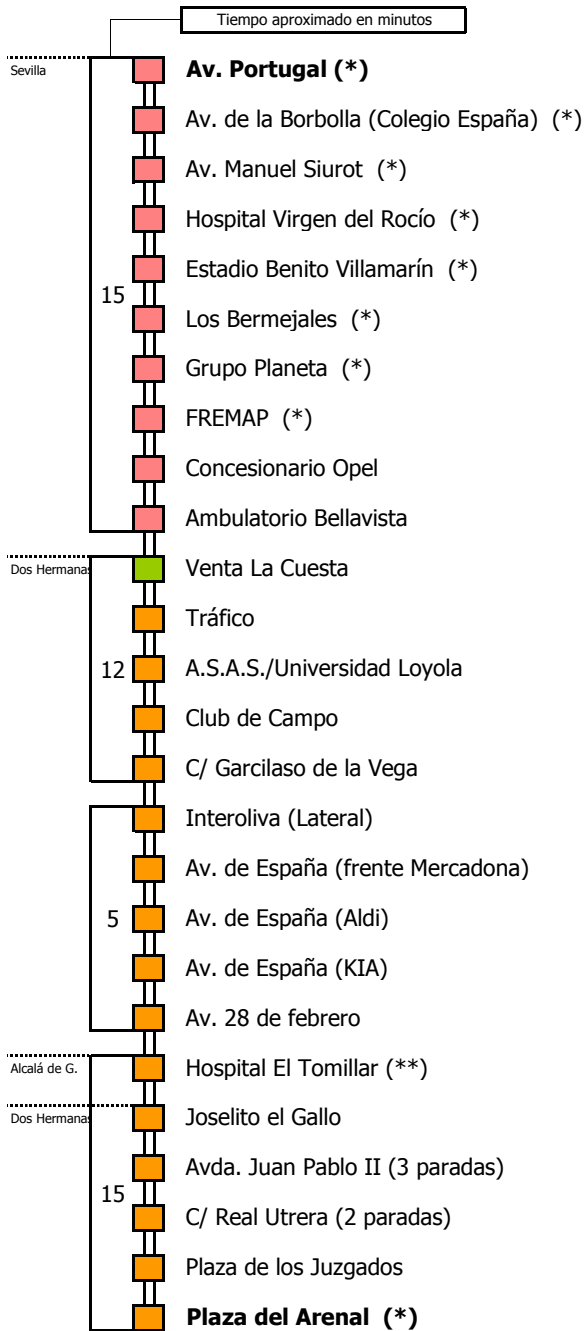 Tiempo aproximado en minutos
Sevilla
Av. Portugal (*)
Av. de la Borbolla (Colegio España) (*)
Av. Manuel Siurot (*)
Hospital Virgen del Rocío (*)
Estadio Benito Villamarín (*)
15
Los Bermejales (*)
Grupo Planeta (*)
FREMAP (*)
Concesionario Opel
Ambulatorio Bellavista
Dos Hermanas
Venta La Cuesta
Tráfico
12
A.S.A.S./Universidad Loyola
Club de Campo
C/ Garcilaso de la Vega
Interoliva (Lateral)
Av. de España (frente Mercadona)
5
Av. de España (Aldi)
Av. de España (KIA)
Av. 28 de febrero
Alcalá de G.
Hospital El Tomillar (**)
Dos Hermanas
Joselito el Gallo
Avda. Juan Pablo II (3 paradas)
15
C/ Real Utrera (2 paradas)
Plaza de los Juzgados
Plaza del Arenal (*)